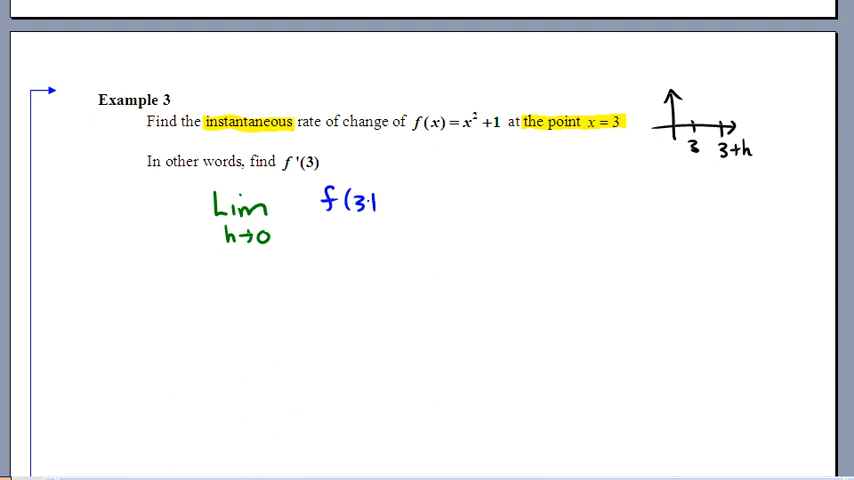 Example 3
Find the instantaneous rate of change of f(x) = x² + 1 at the point x = 3
3 3+h
In other words, find f '(3)
Lim f(3
h→0